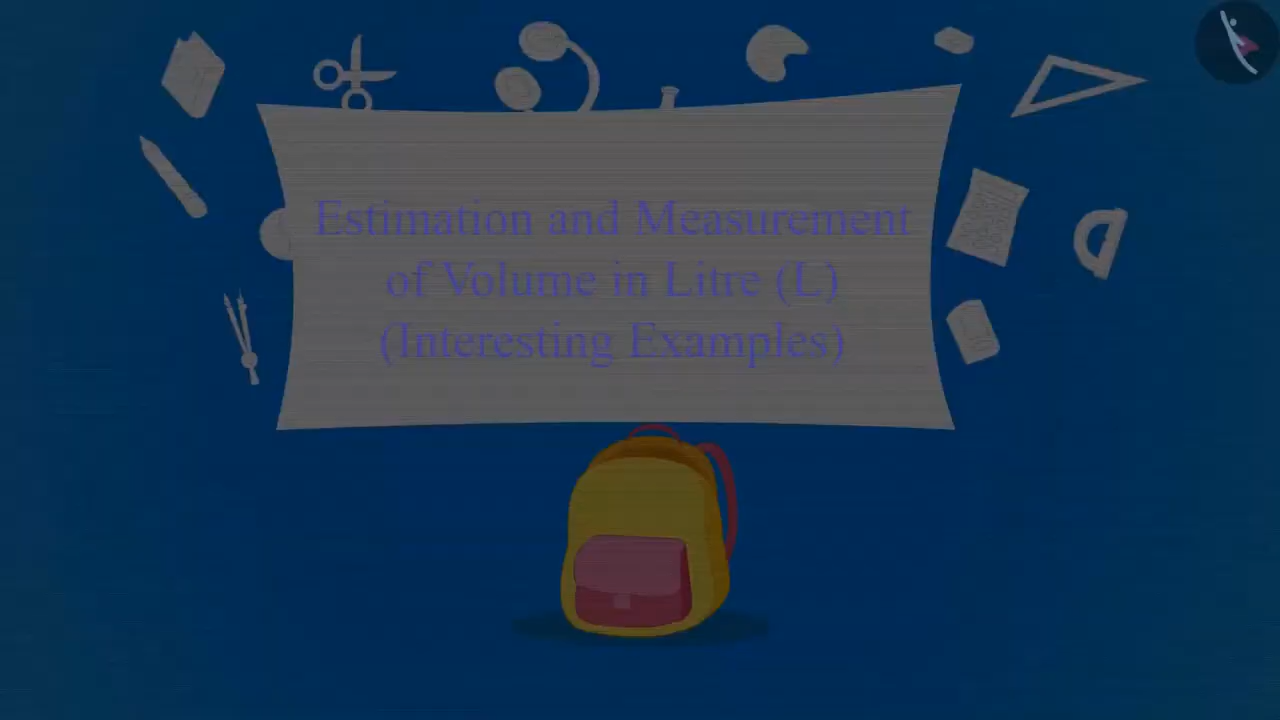 Estimation and Measurement
of Volume in Litre (L)
(Interesting Examples)